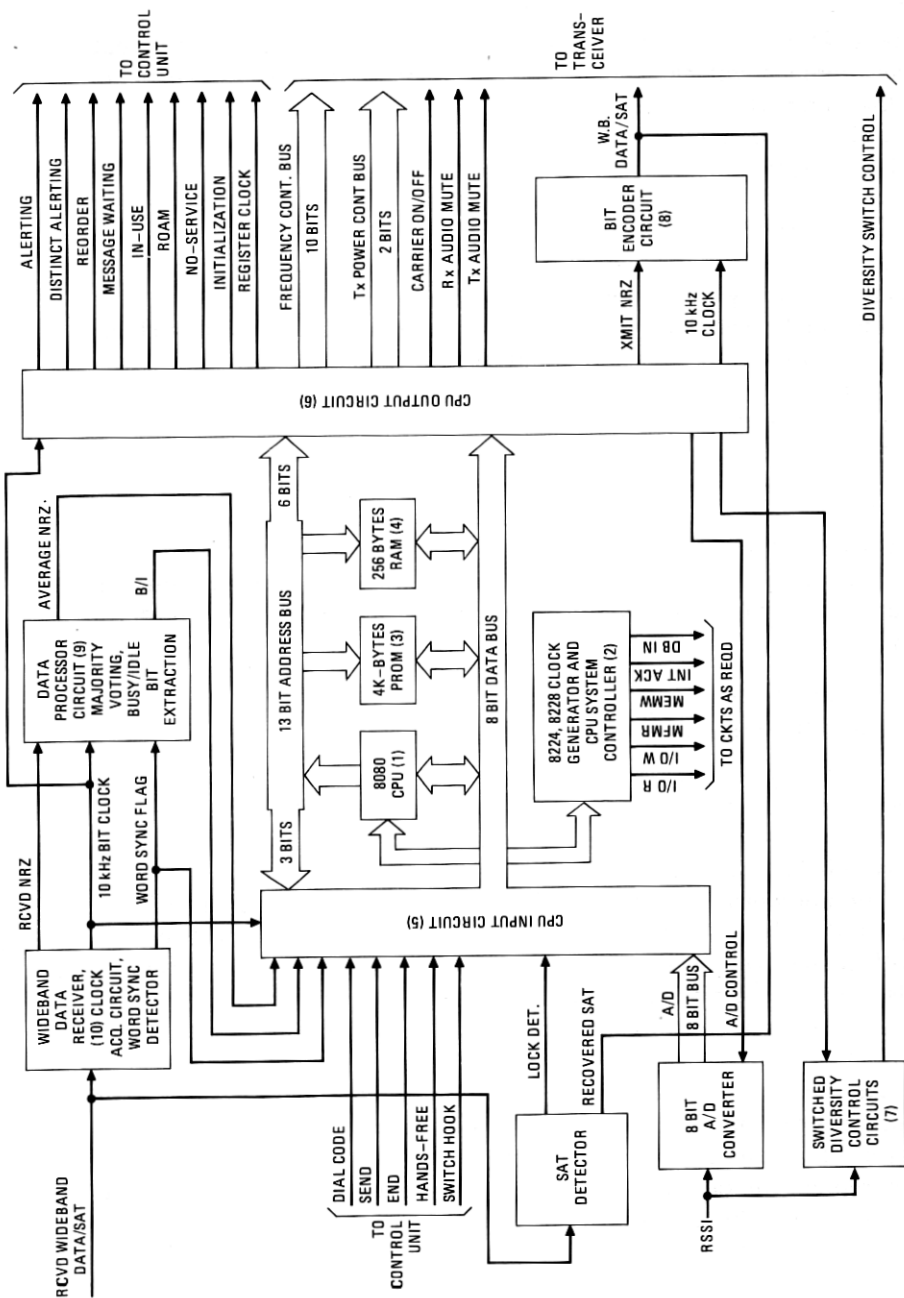 RCVD WIDEBAND
DATA/SAT
WIDEBAND
DATA
RECEIVER,
(10) CLOCK
ACQ. CIRCUIT,
WORD SYNC
DETECTOR
RCVD NRZ
10 kHz BIT CLOCK
WORD SYNC FLAG
DATA
PROCESSOR
CIRCUIT (9)
MAJORITY
VOTING,
BUSY/IDLE
BIT
EXTRACTION
AVERAGE NRZ.
B/I
ALERTING
DISTINCT ALERTING
REORDER
MESSAGE WAITING
IN-USE
ROAM
NO-SERVICE
INITIALIZATION
REGISTER CLOCK
TO
CONTROL
UNIT
FREQUENCY CONT. BUS
10 BITS
Tx POWER CONT BUS
2 BITS
CARRIER ON/OFF
Rx AUDIO MUTE
Tx AUDIO MUTE
TO
TRANS-
CEIVER
DIAL CODE
SEND
END
HANDS-FREE
SWITCH HOOK
TO
CONTROL
UNIT
CPU INPUT CIRCUIT (5)
3 BITS
13 BIT ADDRESS BUS
6 BITS
8080
CPU (1)
4K-BYTES
PROM (3)
256 BYTES
RAM (4)
8 BIT DATA BUS
CPU OUTPUT CIRCUIT (6)
8224, 8228 CLOCK
GENERATOR AND
CPU SYSTEM
CONTROLLER (2)
I/O R
I/O W
MFMR
MEMW
INT ACK
DB IN
TO CKTS AS REQD
XMIT NRZ
10 kHz
CLOCK
BIT
ENCODER
CIRCUIT
(8)
W.B.
DATA/SAT
SAT
DETECTOR
LOCK DET.
RECOVERED SAT
RSSI
8 BIT
A/D
CONVERTER
A/D
8 BIT BUS
A/D CONTROL
SWITCHED
DIVERSITY
CONTROL
CIRCUITS
(7)
DIVERSITY SWITCH CONTROL